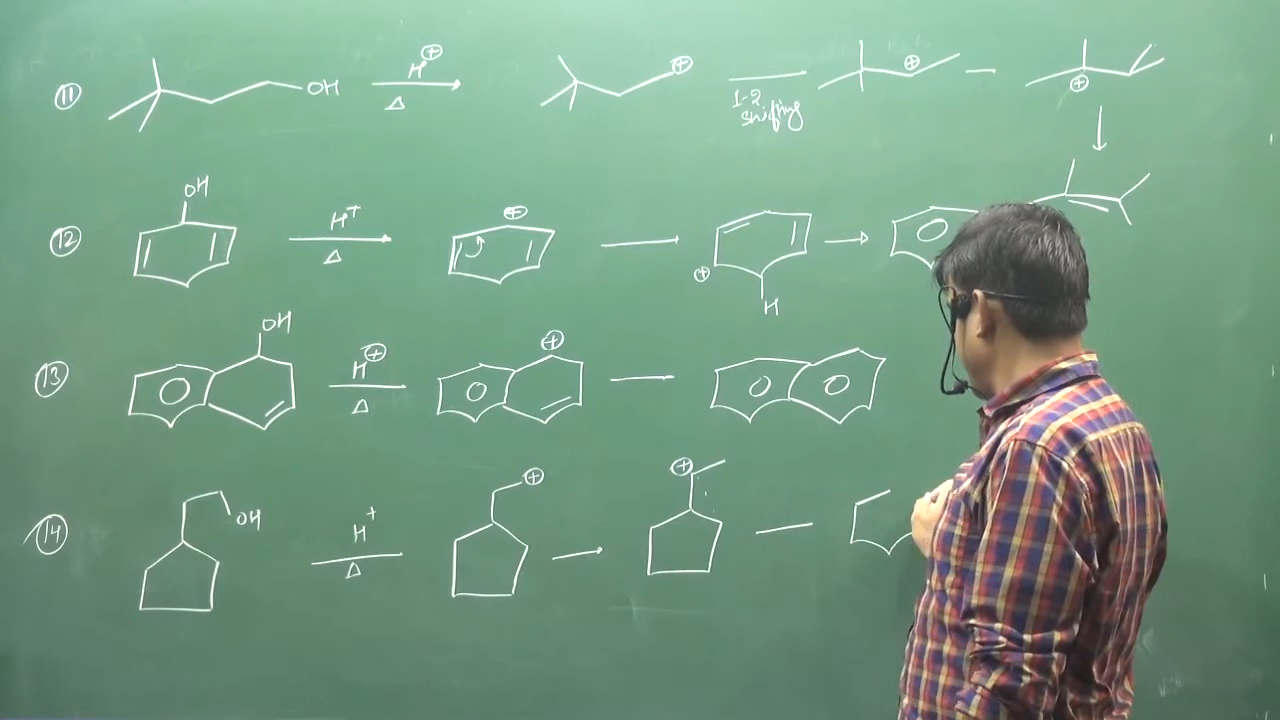 11 OH H⊕ Δ ⊕ 1-2 shifting ⊕ ⊕
12 OH H+ Δ + ⊕ H
13 OH H⊕ Δ ⊕
14 OH H+ Δ ⊕ ⊕